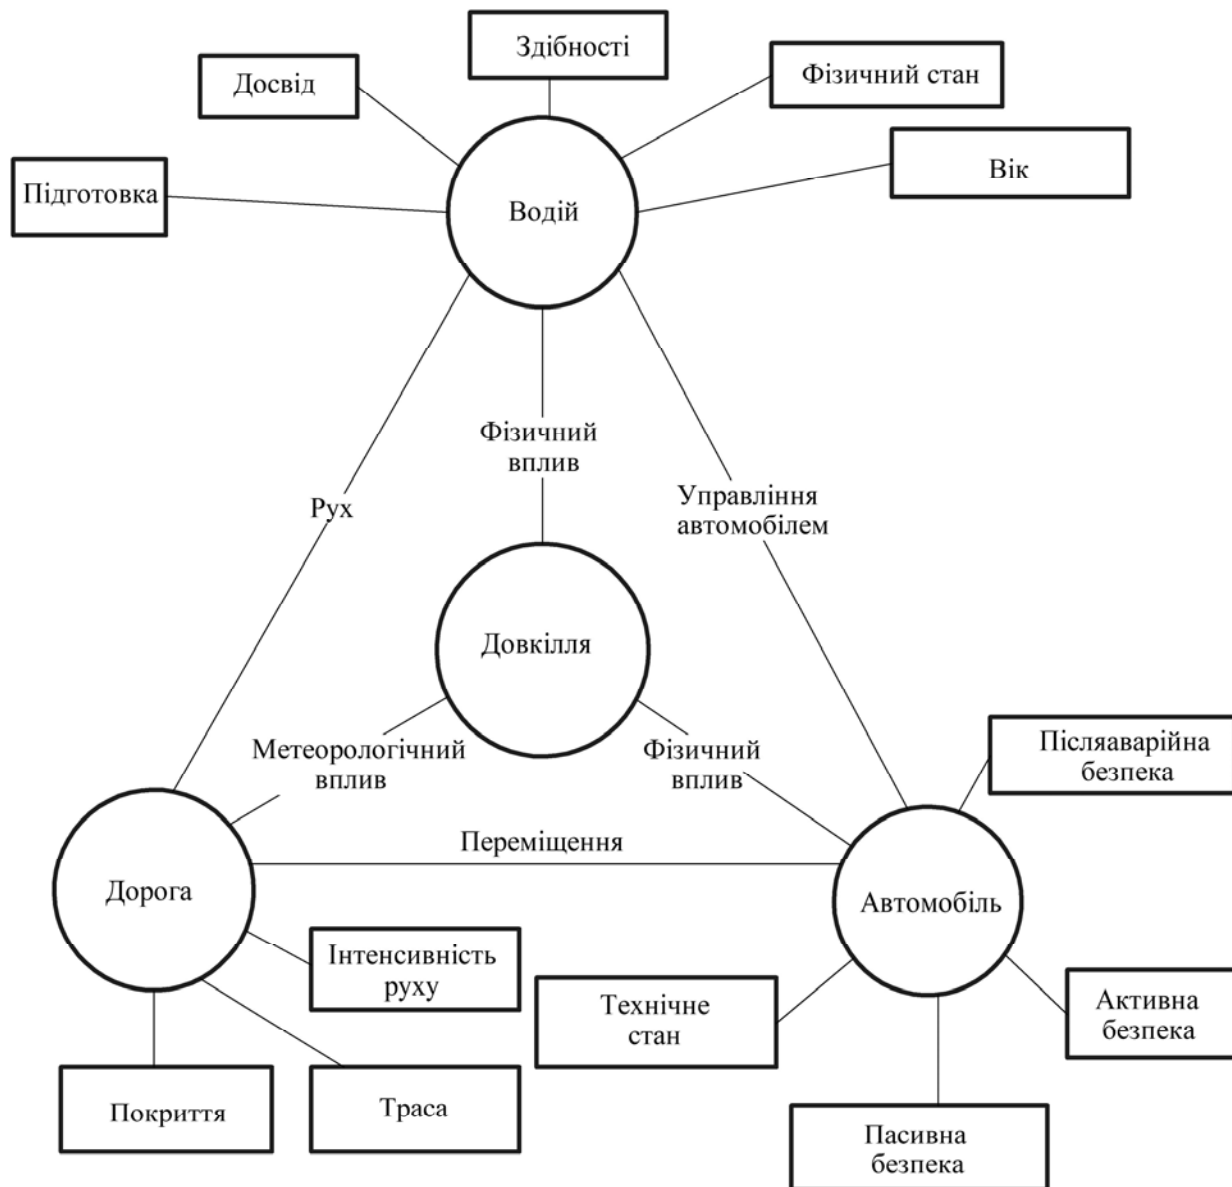 Здібності
Досвід
Фізичний стан
Підготовка
Вік
Водій
Фізичний
вплив
Рух
Управління
автомобілем
Довкілля
Метеорологічний
вплив
Фізичний
вплив
Післяаварійна
безпека
Переміщення
Дорога
Автомобіль
Інтенсивність
руху
Технічне
стан
Активна
безпека
Покриття
Траса
Пасивна
безпека